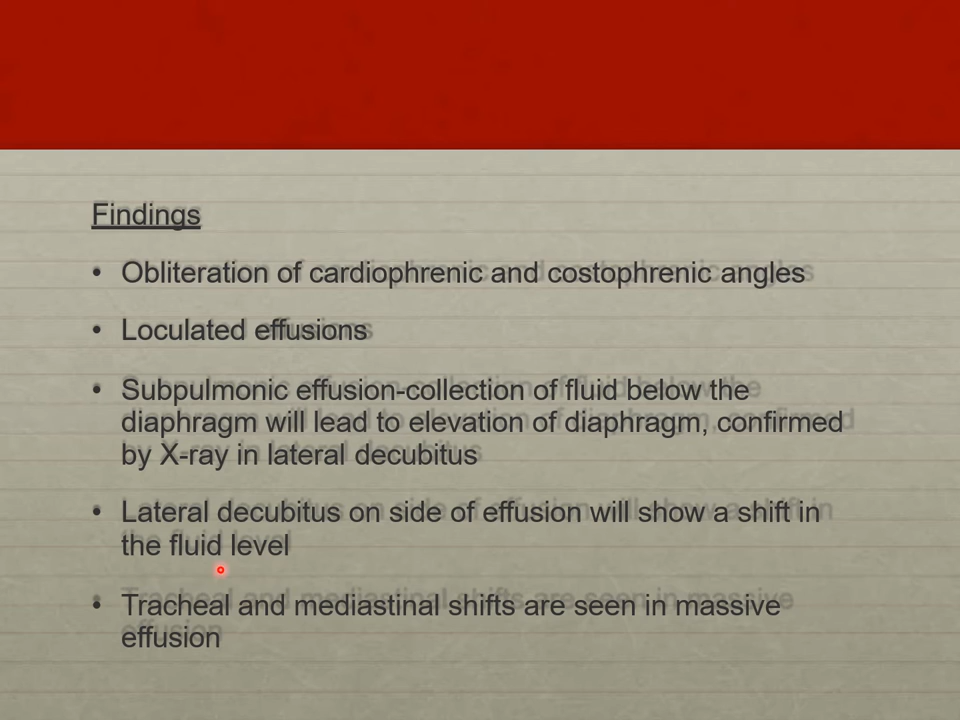 Findings
• Obliteration of cardiophrenic and costophrenic angles
• Loculated effusions
• Subpulmonic effusion-collection of fluid below the
diaphragm will lead to elevation of diaphragm, confirmed
by X-ray in lateral decubitus
• Lateral decubitus on side of effusion will show a shift in
the fluid level
• Tracheal and mediastinal shifts are seen in massive
effusion